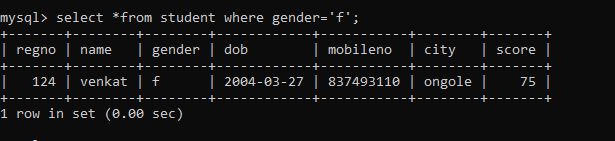 mysql> select *from student where gender='f';
+-------+--------+--------+------------+-----------+--------+-------+
| regno | name   | gender | dob        | mobileno  | city   | score |
+-------+--------+--------+------------+-----------+--------+-------+
|   124 | venkat | f      | 2004-03-27 | 837493110 | ongole |    75 |
+-------+--------+--------+------------+-----------+--------+-------+
1 row in set (0.00 sec)